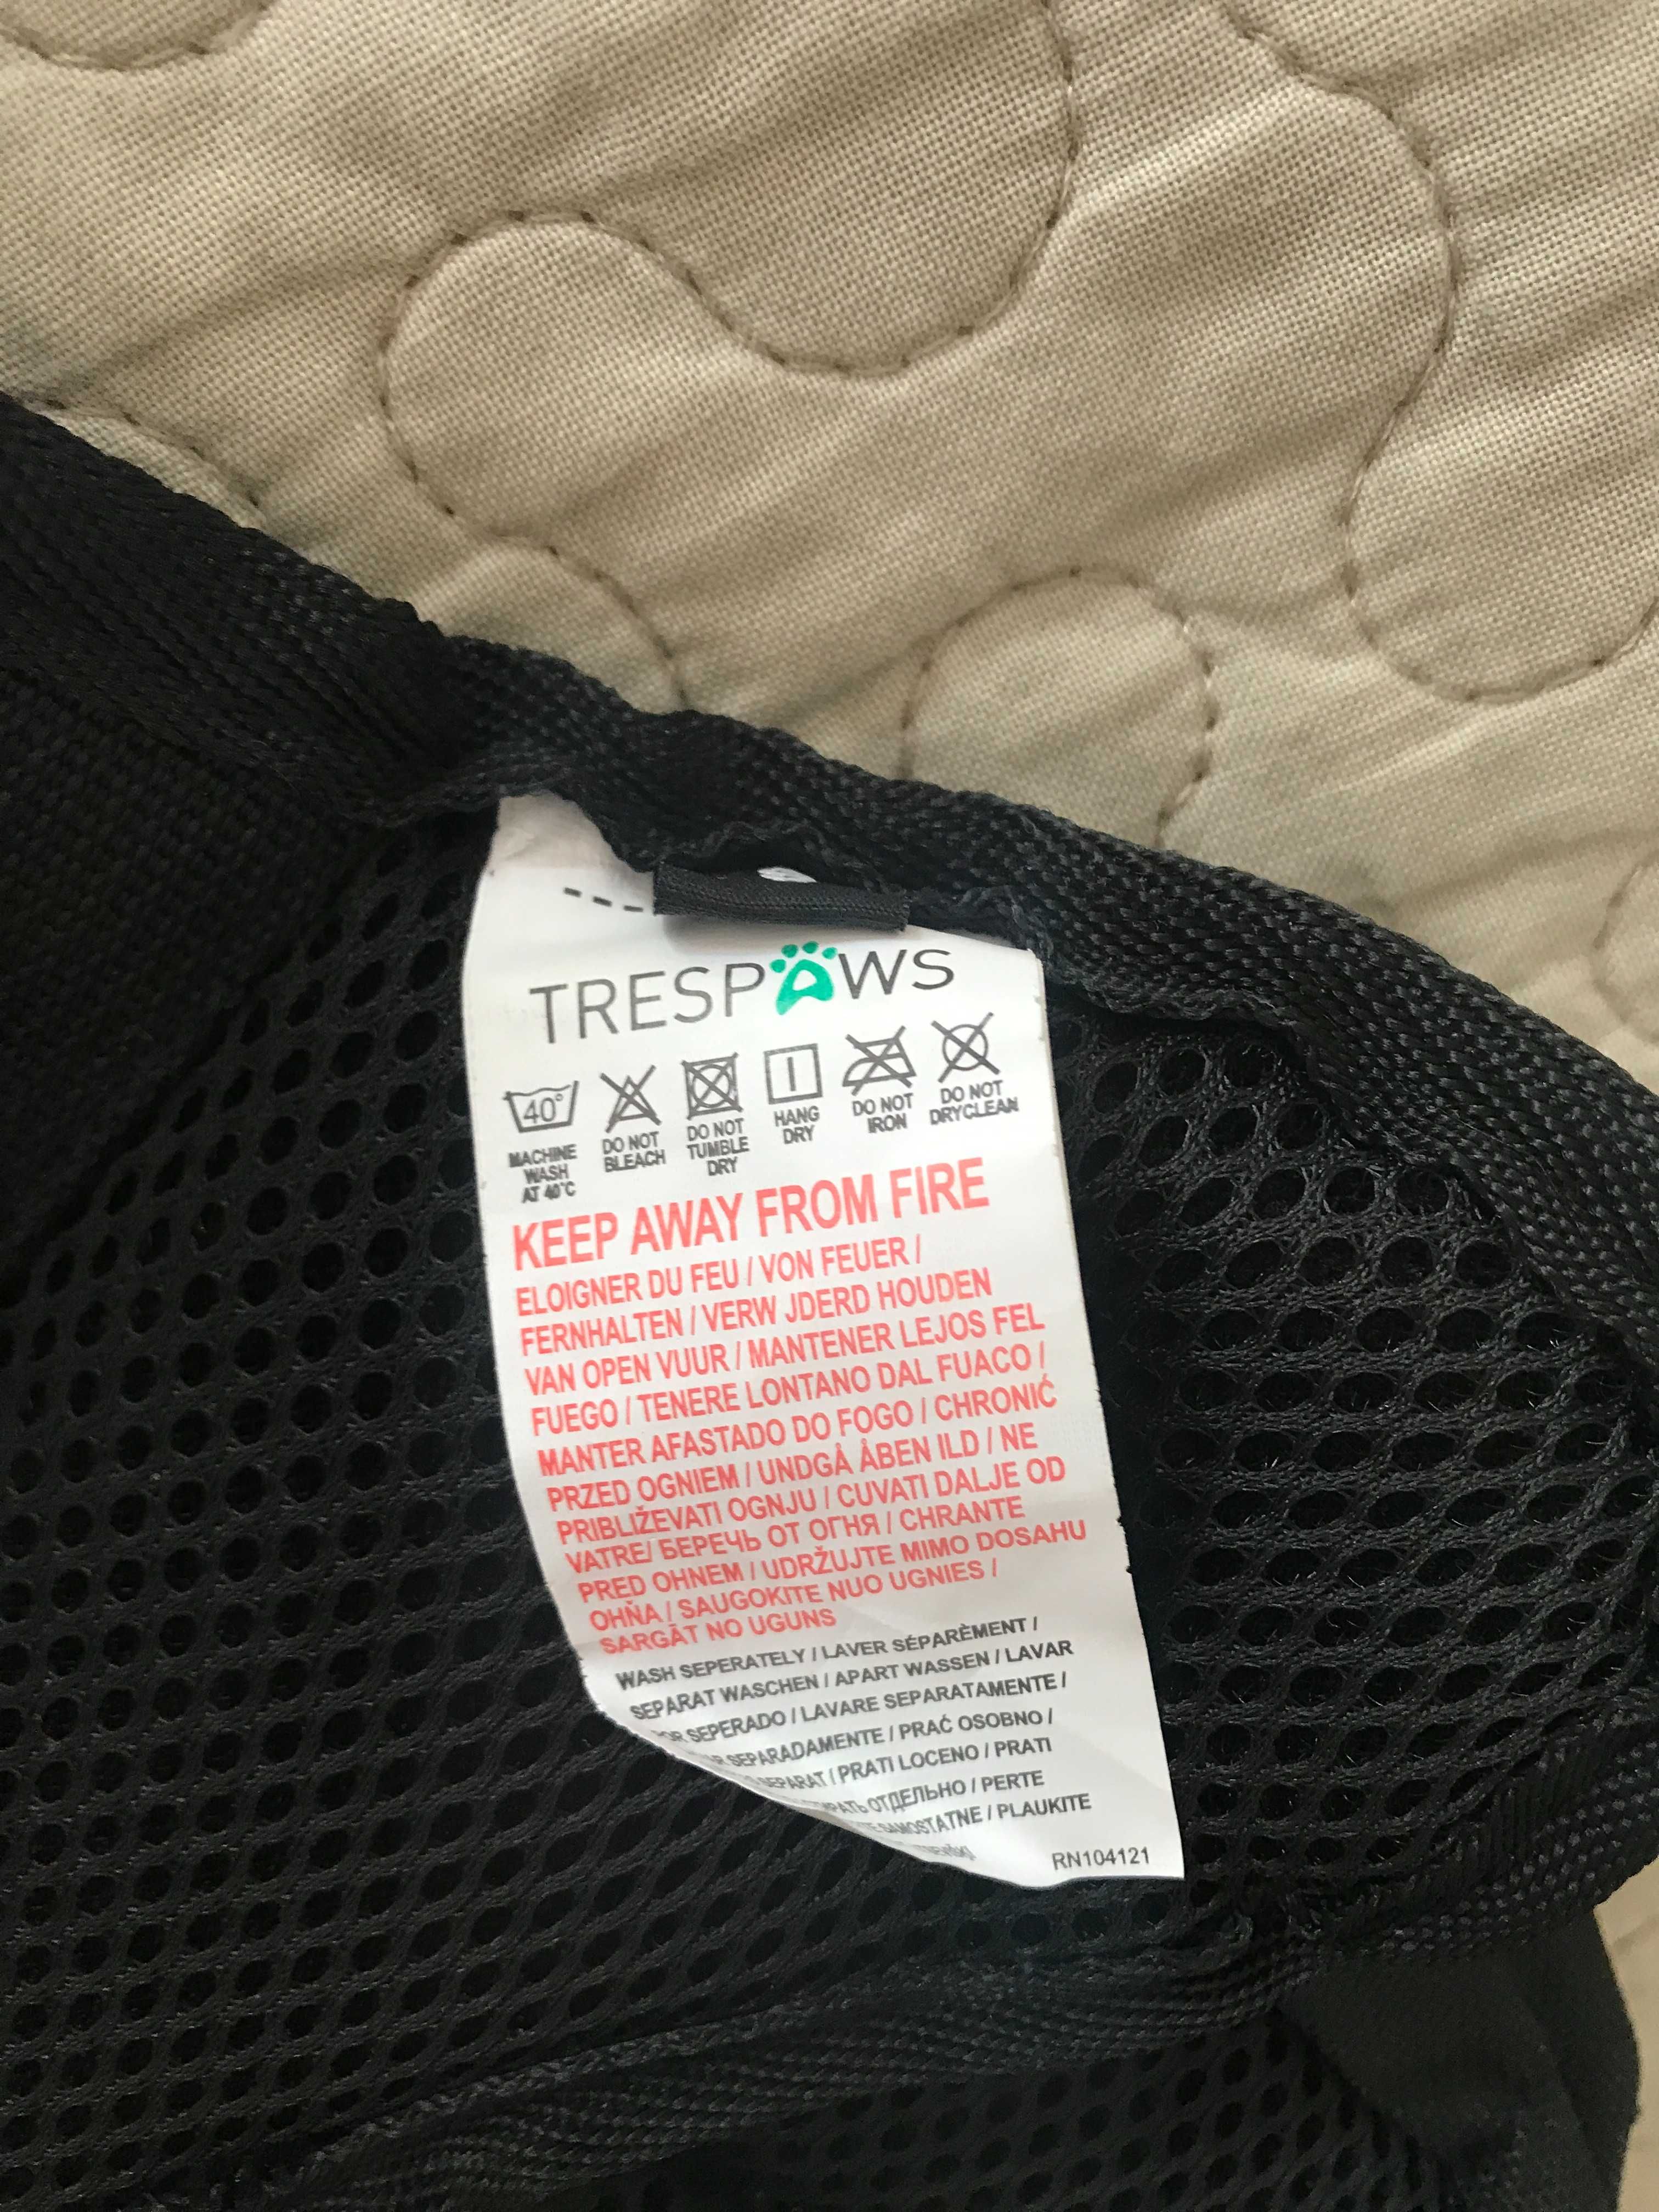 TRESPAWS
40°
MACHINE WASH AT 40°C
DO NOT BLEACH
DO NOT TUMBLE DRY
HANG DRY
DO NOT IRON
DO NOT DRYCLEAN
KEEP AWAY FROM FIRE
ELOIGNER DU FEU / VON FEUER /
FERNHALTEN / VERW JDERD HOUDEN
VAN OPEN VUUR / MANTENER LEJOS FEL
FUEGO / TENERE LONTANO DAL FUACO /
MANTER AFASTADO DO FOGO / CHRONIĆ
PRZED OGNIEM / UNDGÅ ÅBEN ILD / NE
PRIBLIŽEVATI OGNJU / CUVATI DALJE OD
VATRE/ БЕРЕЧЬ ОТ ОГНЯ / CHRANTE
PRED OHNEM / UDRŽUJTE MIMO DOSAHU
OHŇA / SAUGOKITE NUO UGNIES /
SARGĀT NO UGUNS
WASH SEPERATELY / LAVER SÉPARÈMENT /
SEPARAT WASCHEN / APART WASSEN / LAVAR
SEPERADO / LAVARE SEPARATAMENTE /
SEPARADAMENTE / PRAĆ OSOBNO /
SEPARAT / PRATI LOCENO / PRATI
ОТДЕЛЬНО / PERTE
SAMOSTATNE / PLAUKITE
RN104121